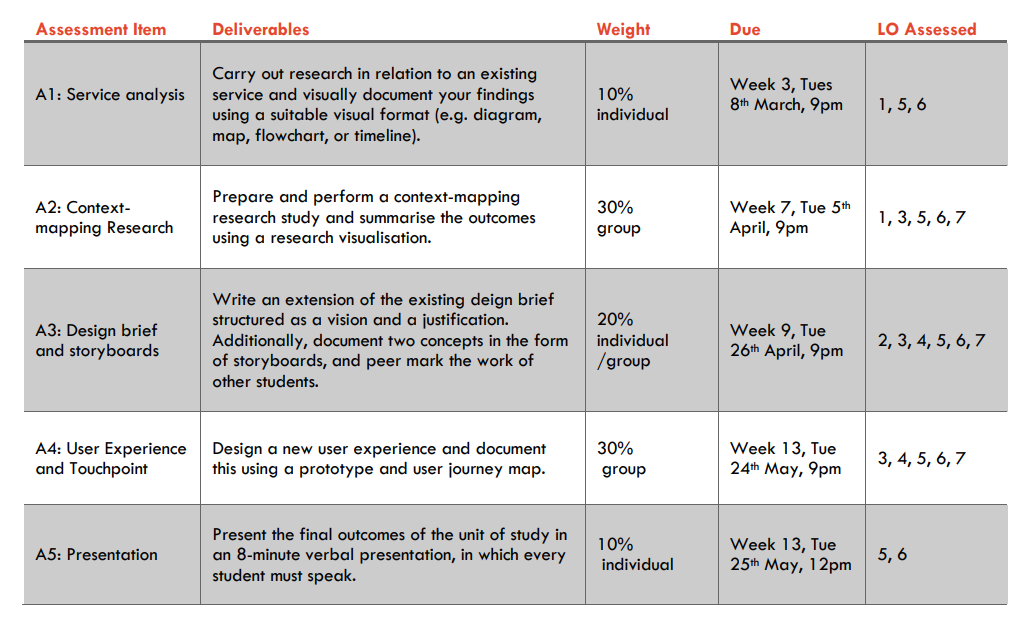 Assessment Item Deliverables Weight Due LO Assessed
A1: Service analysis
Carry out research in relation to an existing
service and visually document your findings
using a suitable visual format (e.g. diagram,
map, flowchart, or timeline).
10%
individual
Week 3, Tues
8th March, 9pm
1, 5, 6
A2: Context-
mapping Research
Prepare and perform a context-mapping
research study and summarise the outcomes
using a research visualisation.
30%
group
Week 7, Tue 5th
April, 9pm
1, 3, 5, 6, 7
A3: Design brief
and storyboards
Write an extension of the existing deign brief
structured as a vision and a justification.
Additionally, document two concepts in the form
of storyboards, and peer mark the work of
other students.
20%
individual
/group
Week 9, Tue
26th April, 9pm
2, 3, 4, 5, 6, 7
A4: User Experience
and Touchpoint
Design a new user experience and document
this using a prototype and user journey map.
30%
group
Week 13, Tue
24th May, 9pm
3, 4, 5, 6, 7
A5: Presentation
Present the final outcomes of the unit of study in
an 8-minute verbal presentation, in which every
student must speak.
10%
individual
Week 13, Tue
25th May, 12pm
5, 6